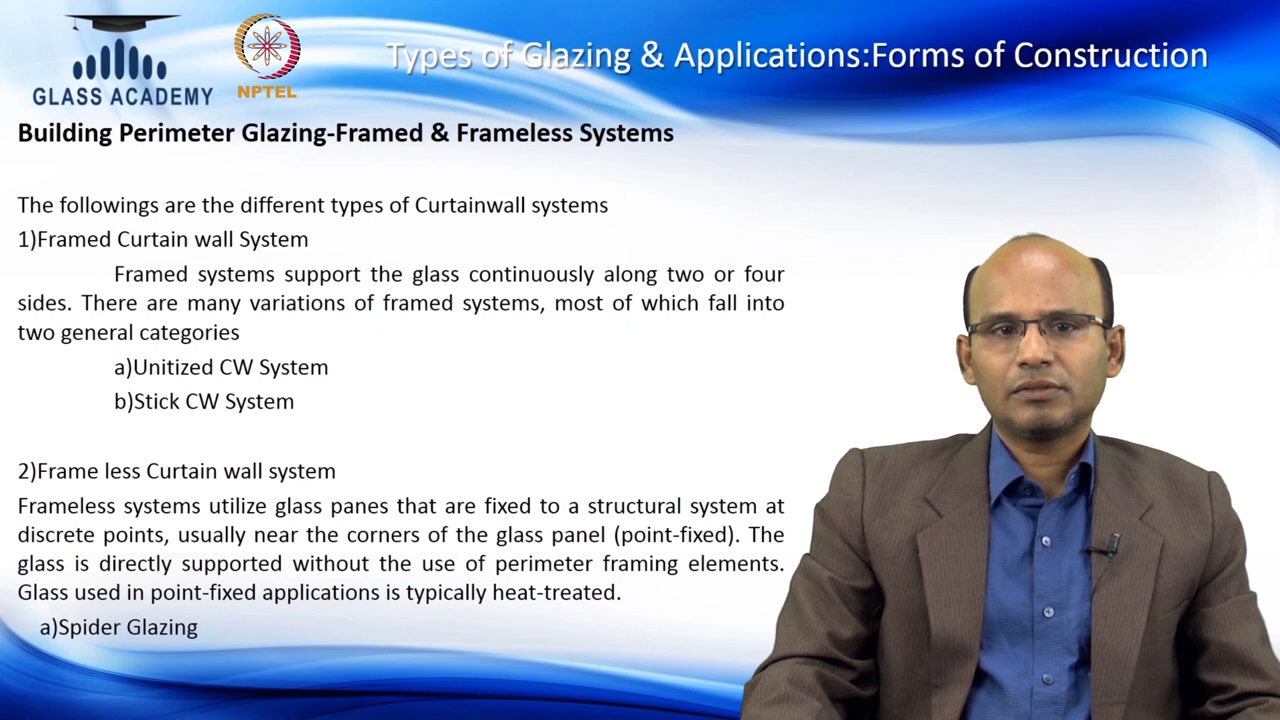 GLASS ACADEMY
NPTEL
Types of Glazing & Applications:Forms of Construction
Building Perimeter Glazing-Framed & Frameless Systems
The followings are the different types of Curtainwall systems
1)Framed Curtain wall System
Framed systems support the glass continuously along two or four
sides. There are many variations of framed systems, most of which fall into
two general categories
a)Unitized CW System
b)Stick CW System
2)Frame less Curtain wall system
Frameless systems utilize glass panes that are fixed to a structural system at
discrete points, usually near the corners of the glass panel (point-fixed). The
glass is directly supported without the use of perimeter framing elements.
Glass used in point-fixed applications is typically heat-treated.
a)Spider Glazing